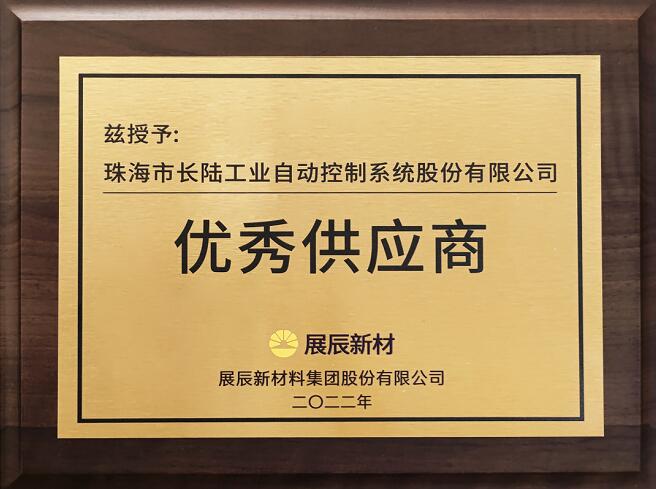 兹授予:
珠海市长陆工业自动控制系统股份有限公司
优秀供应商
展辰新材
展辰新材料集团股份有限公司
二〇二二年